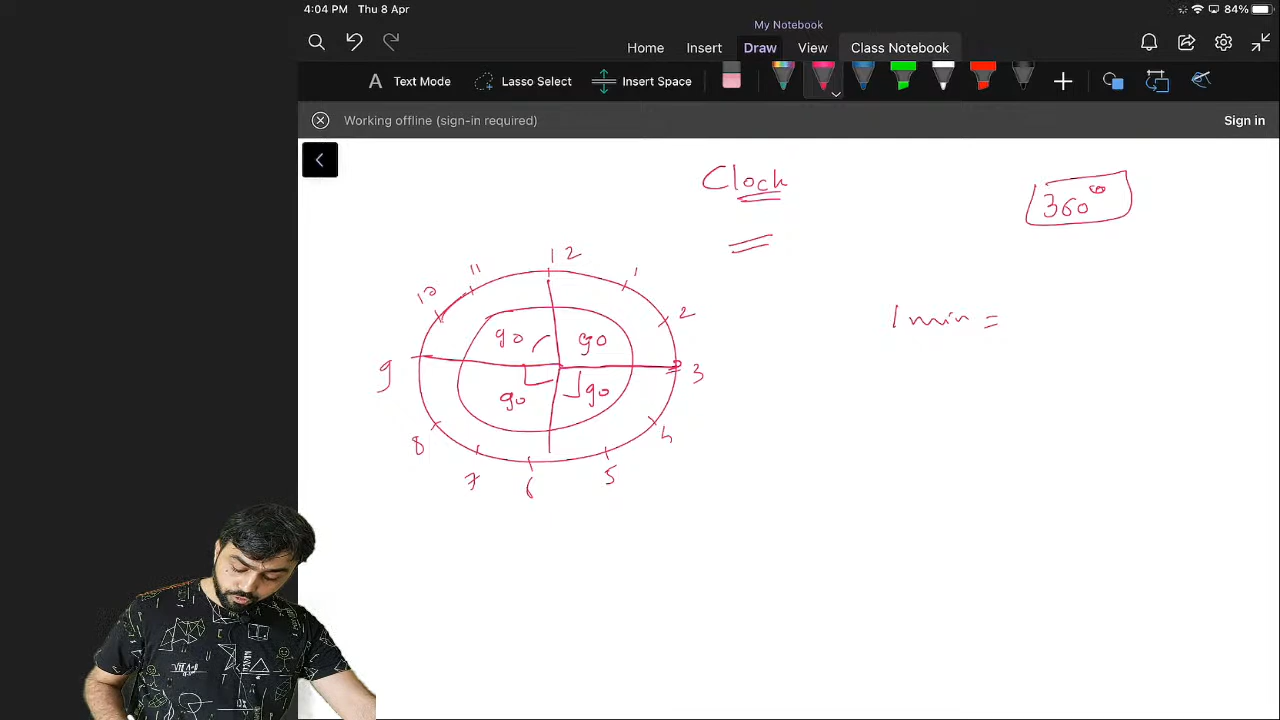 4:04 PM Thu 8 Apr
84%
My Notebook
Home Insert Draw View Class Notebook
Text Mode Lasso Select Insert Space
Working offline (sign-in required)
Sign in
Clock
360°
12
11
1
10
2
1 min =
90 90
9
3
90 90
8
4
7
6
5